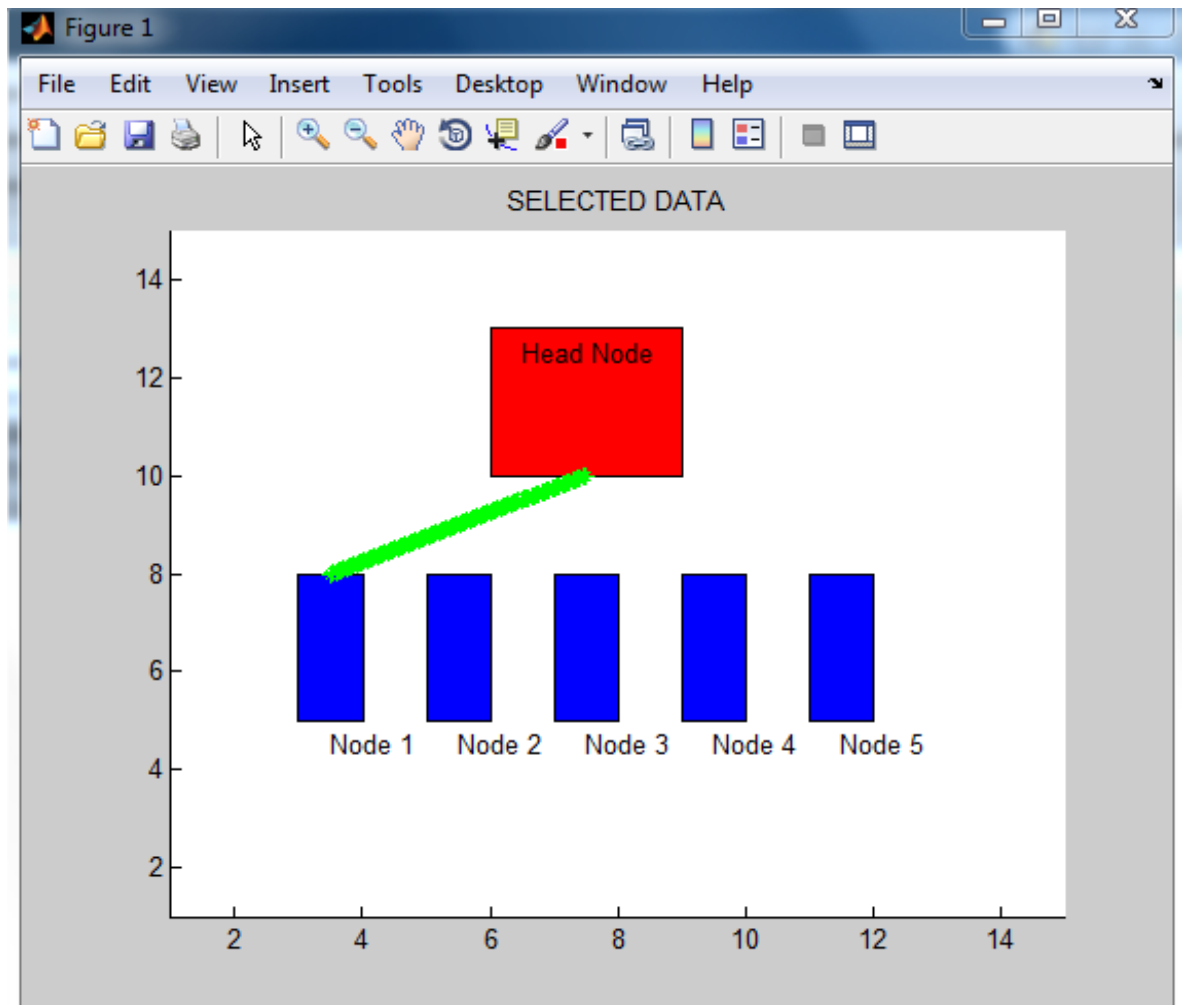 Figure 1
File Edit View Insert Tools Desktop Window Help
SELECTED DATA
14
Head Node
12
10
8
6
Node 1 Node 2 Node 3 Node 4 Node 5
4
2
2 4 6 8 10 12 14